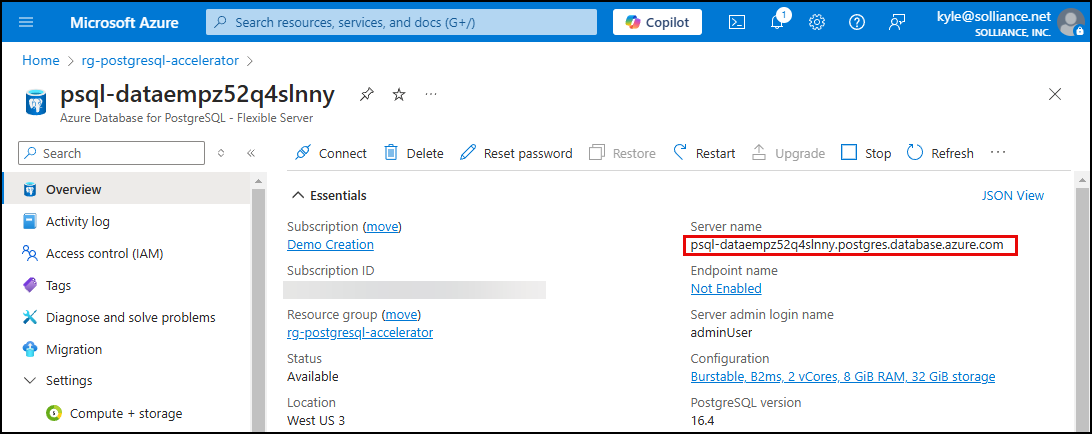 Microsoft Azure
Search resources, services, and docs (G+/)
Copilot
1
kyle@solliance.net
SOLLIANCE, INC.
Home > rg-postgresql-accelerator >
psql-dataempz52q4slnny
Azure Database for PostgreSQL - Flexible Server
Search
Connect
Delete
Reset password
Restore
Restart
Upgrade
Stop
Refresh
Overview
Activity log
Access control (IAM)
Tags
Diagnose and solve problems
Migration
Settings
Compute + storage
Essentials
JSON View
Subscription (move)
Demo Creation
Subscription ID
Resource group (move)
rg-postgresql-accelerator
Status
Available
Location
West US 3
Server name
psql-dataempz52q4slnny.postgres.database.azure.com
Endpoint name
Not Enabled
Server admin login name
adminUser
Configuration
Burstable, B2ms, 2 vCores, 8 GiB RAM, 32 GiB storage
PostgreSQL version
16.4